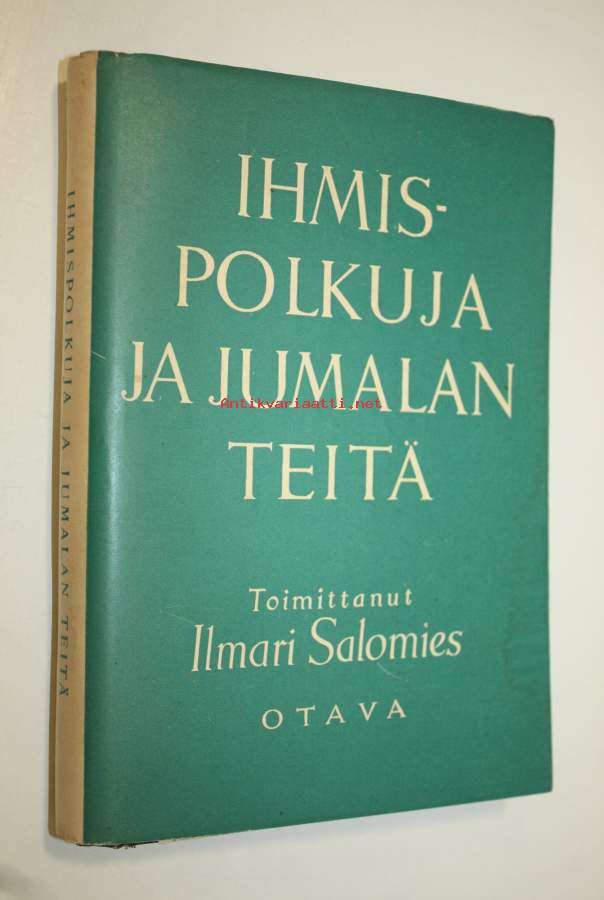 IHMIS-
POLKUJA
JA JUMALAN
TEITÄ
Toimittanut
Ilmari Salomies
OTAVA
IHMISPOLKUJA JA JUMALAN TEITÄ
Antikvariaatti.net